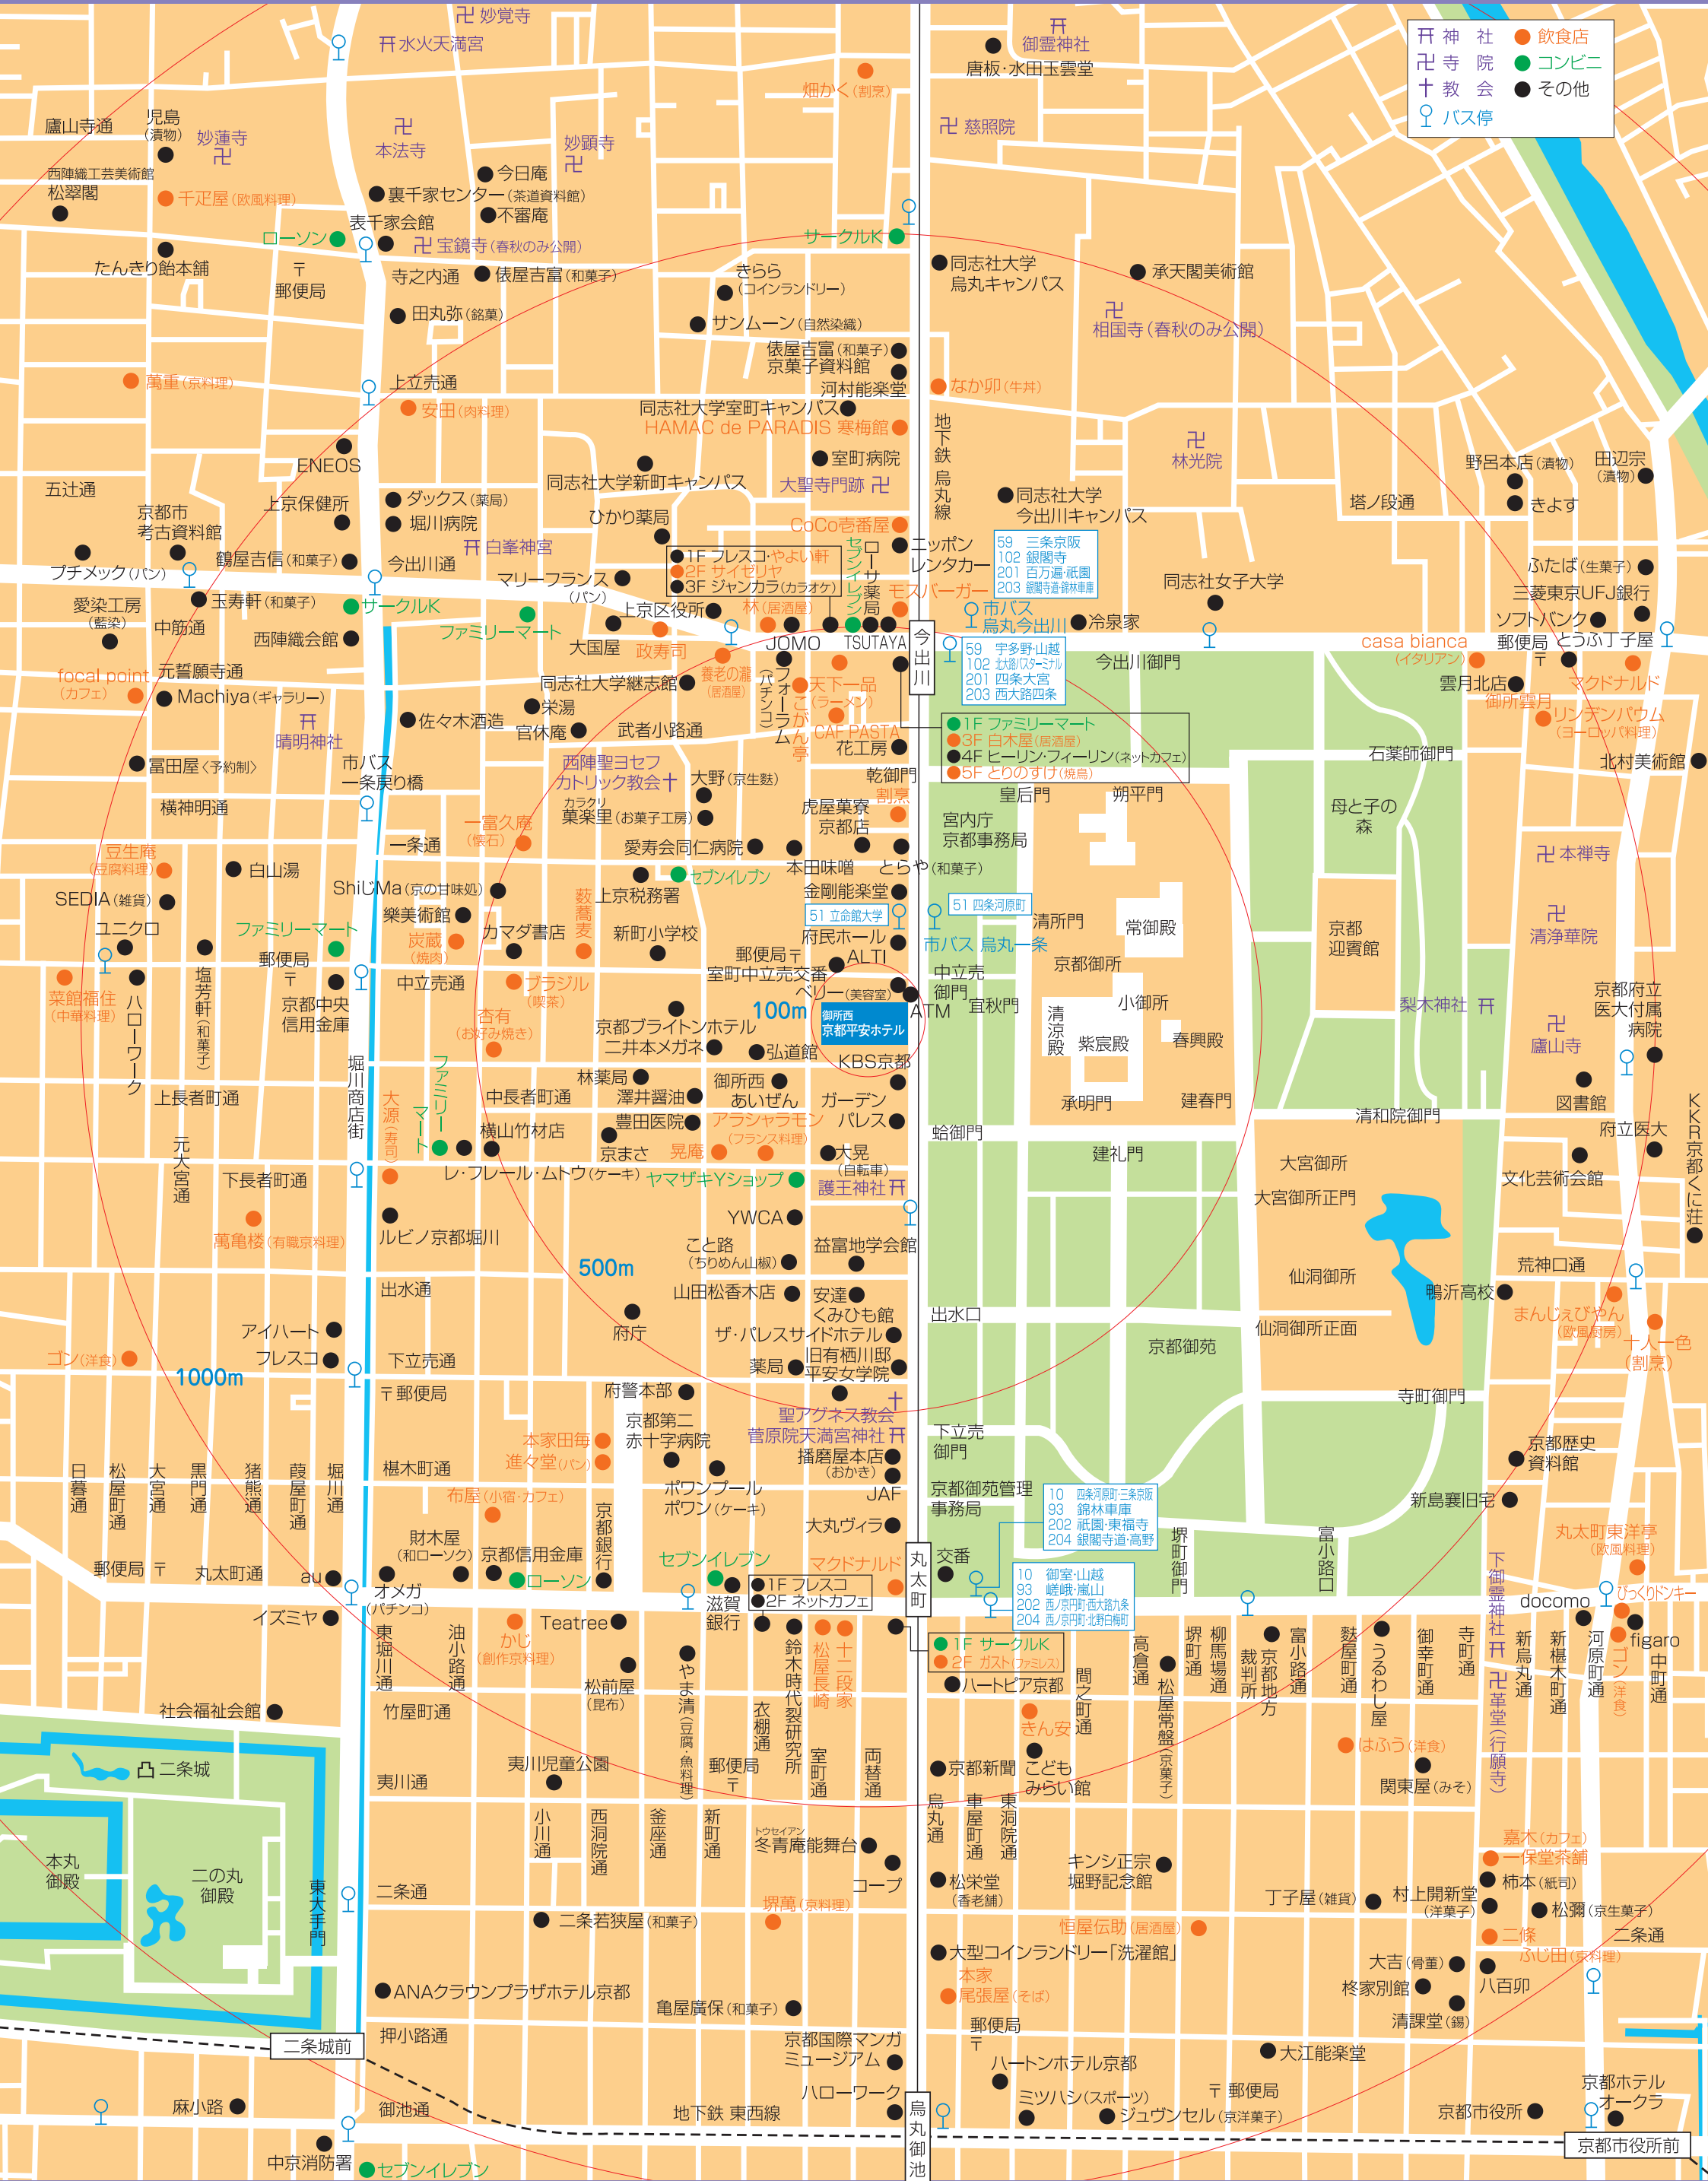 卍 妙覚寺
水火天満宮
御霊神社
唐板・水田玉雲堂
畑かく(割烹)
神 社
飲食店
寺 院
コンビニ
教 会
その他
バス停
廬山寺通
児島
(漬物)
妙蓮寺
本法寺
妙顕寺
慈照院
西陣織工芸美術館
松翠閣
千疋屋(欧風料理)
今日庵
裏千家センター(茶道資料館)
不審庵
表千家会館
ローソン
宝鏡寺(春秋のみ公開)
サークルK
たんきり飴本舗
〒
郵便局
寺之内通
俵屋吉富(和菓子)
きらら
(コインランドリー)
同志社大学
烏丸キャンパス
承天閣美術館
田丸弥(銘菓)
サンムーン(自然染織)
相国寺(春秋のみ公開)
俵屋吉富(和菓子)
京菓子資料館
河村能楽堂
萬重(京料理)
上立売通
安田(肉料理)
なか卯(牛丼)
同志社大学室町キャンパス
HAMAC de PARADIS 寒梅館
地下鉄 烏丸線
林光院
ENEOS
室町病院
同志社大学新町キャンパス
大聖寺門跡
野呂本店(漬物)
田辺宗
(漬物)
きよす
五辻通
上京保健所
ダックス(薬局)
堀川病院
同志社大学
今出川キャンパス
塔ノ段通
京都市
考古資料館
ひかり薬局
CoCo壱番屋
ニッポン
レンタカー
鶴屋吉信(和菓子)
今出川通
白峯神宮
プチメック(パン)
マリーフランス
(パン)
1F フレスコ・やよい軒
2F サイゼリヤ
3F ジャンカラ(カラオケ)
セブンイレブン
ローサ薬局
モスバーガー
59 三条京阪
102 銀閣寺
201 百万遍・祇園
203 銀閣寺道・錦林車庫
ふたば(生菓子)
三菱東京UFJ銀行
同志社女子大学
愛染工房
(藍染)
玉寿軒(和菓子)
中筋通
サークルK
西陣織会館
ファミリーマート
上京区役所
大国屋
政寿司
林(居酒屋)
JOMO
TSUTAYA
市バス
烏丸今出川
冷泉家
ソフトバンク
郵便局
〒
とうふ丁子屋
casa bianca
(イタリアン)
今出川
59 宇多野・山越
102 北大路バスターミナル
201 四条大宮
203 西大路四条
今出川御門
マクドナルド
雲月北店
御所雲月
リンデンバウム
(ヨーロッパ料理)
focal point
(カフェ)
元誓願寺通
Machiya(ギャラリー)
晴明神社
佐々木酒造
同志社大学継志館
養老の瀧
(居酒屋)
栄湯
官休庵
武者小路通
フォーラム
(パチンコ)
天下一品
(ラーメン)
こがん亭
CAF PASTA
花工房
1F ファミリーマート
3F 白木屋(居酒屋)
4F ヒーリン・フィーリン(ネットカフェ)
5F とりのすけ(焼鳥)
石薬師御門
北村美術館
冨田屋〈予約制〉
市バス
一条戻り橋
横神明通
西陣聖ヨセフ
カトリック教会
大野(京生麩)
カラクリ
菓楽里(お菓子工房)
乾御門
割烹
虎屋菓寮
京都店
皇后門
朔平門
宮内庁
京都事務局
母と子の
森
一富久庵
(懐石)
一条通
豆生庵
(豆腐料理)
白山湯
愛寿会同仁病院
本田味噌
とらや(和菓子)
本禅寺
SEDIA(雑貨)
ShiじMa(京の甘味処)
上京税務署
セブンイレブン
金剛能楽堂
51 立命館大学
51 四条河原町
樂美術館
薮蕎麦
ユニクロ
ファミリーマート
炭蔵
(焼肉)
カマダ書店
新町小学校
府民ホール
ALTI
市バス 烏丸一条
清所門
常御殿
京都
迎賓館
清浄華院
郵便局
〒
京都中央
信用金庫
郵便局〒
室町中立売交番
ベリー(美容室)
ATM
中立売
御門
京都御所
宜秋門
菜館福住
(中華料理)
ハローワーク
塩芳軒(和菓子)
中立売通
ブラジル
(喫茶)
杏有
(お好み焼き)
100m
御所西
京都平安ホテル
小御所
清涼殿
紫宸殿
春興殿
梨木神社
京都府立
医大付属
病院
廬山寺
京都ブライトンホテル
二井本メガネ
弘道館
KBS京都
堀川商店街
ファミリーマート
上長者町通
大源(寿司)
中長者町通
林薬局
澤井醤油
御所西
あいぜん
ガーデン
パレス
承明門
建春門
図書館
清和院御門
KKR京都くに荘
元大宮通
横山竹材店
豊田医院
京まさ
アラシャラモン
(フランス料理)
晃庵
大晃
(自転車)
蛤御門
建礼門
府立医大
下長者町通
レ・フレール・ムトウ(ケーキ)
ヤマザキYショップ
護王神社
大宮御所
大宮御所正門
文化芸術会館
萬亀楼(有職京料理)
ルビノ京都堀川
YWCA
こと路
(ちりめん山椒)
益富地学会館
500m
仙洞御所
荒神口通
出水通
山田松香木店
安達
くみひも館
出水口
鴨沂高校
まんじぇびやん
(欧風厨房)
十人一色
(割烹)
アイハート
フレスコ
府庁
ザ・パレスサイドホテル
旧有栖川邸
平安女学院
薬局
仙洞御所正面
京都御苑
ゴン(洋食)
1000m
下立売通
〒郵便局
府警本部
寺町御門
聖アグネス教会
菅原院天満宮神社
播磨屋本店
(おかき)
JAF
下立売
御門
京都第二
赤十字病院
本家田毎
進々堂(パン)
椹木町通
ポワンプール
ポワン(ケーキ)
京都歴史
資料館
新島襄旧宅
日暮通
松屋町通
大宮通
黒門通
猪熊通
葭屋町通
堀川通
布屋(小宿・カフェ)
京都銀行
大丸ヴィラ
京都御苑管理
事務局
10 四条河原町・三条京阪
93 錦林車庫
202 祇園・東福寺
204 銀閣寺道・高野
堺町御門
富小路口
丸太町東洋亭
(欧風料理)
郵便局 〒
丸太町通
au
財木屋
(和ローソク)
京都信用金庫
ローソン
オメガ
(パチンコ)
セブンイレブン
滋賀
銀行
マクドナルド
1F フレスコ
2F ネットカフェ
丸太町
交番
10 御室・山越
93 嵯峨・嵐山
202 西ノ京円町・西大路九条
204 西ノ京円町・北野白梅町
下御霊神社
びっくりドンキー
docomo
figaro
イズミヤ
東堀川通
油小路通
かじ
(創作京料理)
Teatree
松前屋
(昆布)
やま清(豆腐・魚料理)
衣棚通
鈴木時代裂研究所
松屋長崎
十二段家
1F サークルK
2F ガスト(ファミレス)
ハートピア京都
間之町通
高倉通
松屋常盤(京菓子)
堺町通
柳馬場通
裁判所
京都地方
富小路通
麩屋町通
うるわし屋
御幸町通
寺町通
革堂(行願寺)
新烏丸通
新椹木町通
河原町通
ゴン(洋食)
中町通
社会福祉会館
竹屋町通
二条城
夷川通
夷川児童公園
郵便局
〒
室町通
両替通
きん安
京都新聞
こども
みらい館
はふう(洋食)
関東屋(みそ)
小川通
西洞院通
釜座通
新町通
トウセイアン
冬青庵能舞台
コープ
烏丸通
車屋町通
東洞院通
キンシ正宗
堀野記念館
嘉木(カフェ)
一保堂茶舗
本丸
御殿
二の丸
御殿
東大手門
二条通
二条若狭屋(和菓子)
堺萬(京料理)
松栄堂
(香老舗)
恒屋伝助(居酒屋)
丁子屋(雑貨)
村上開新堂
(洋菓子)
柿本(紙司)
松彌(京生菓子)
二條
ふじ田(京料理)
二条通
大型コインランドリー「洗濯館」
本家
尾張屋(そば)
大吉(骨董)
柊家別館
八百卯
清課堂(錫)
ANAクラウンプラザホテル京都
亀屋廣保(和菓子)
押小路通
二条城前
京都国際マンガ
ミュージアム
郵便局
〒
ハートンホテル京都
大江能楽堂
麻小路
御池通
地下鉄 東西線
ハローワーク
烏丸御池
ミツハシ(スポーツ)
ジュヴンセル(京洋菓子)
〒 郵便局
京都市役所
京都ホテル
オークラ
京都市役所前
中京消防署
セブンイレブン